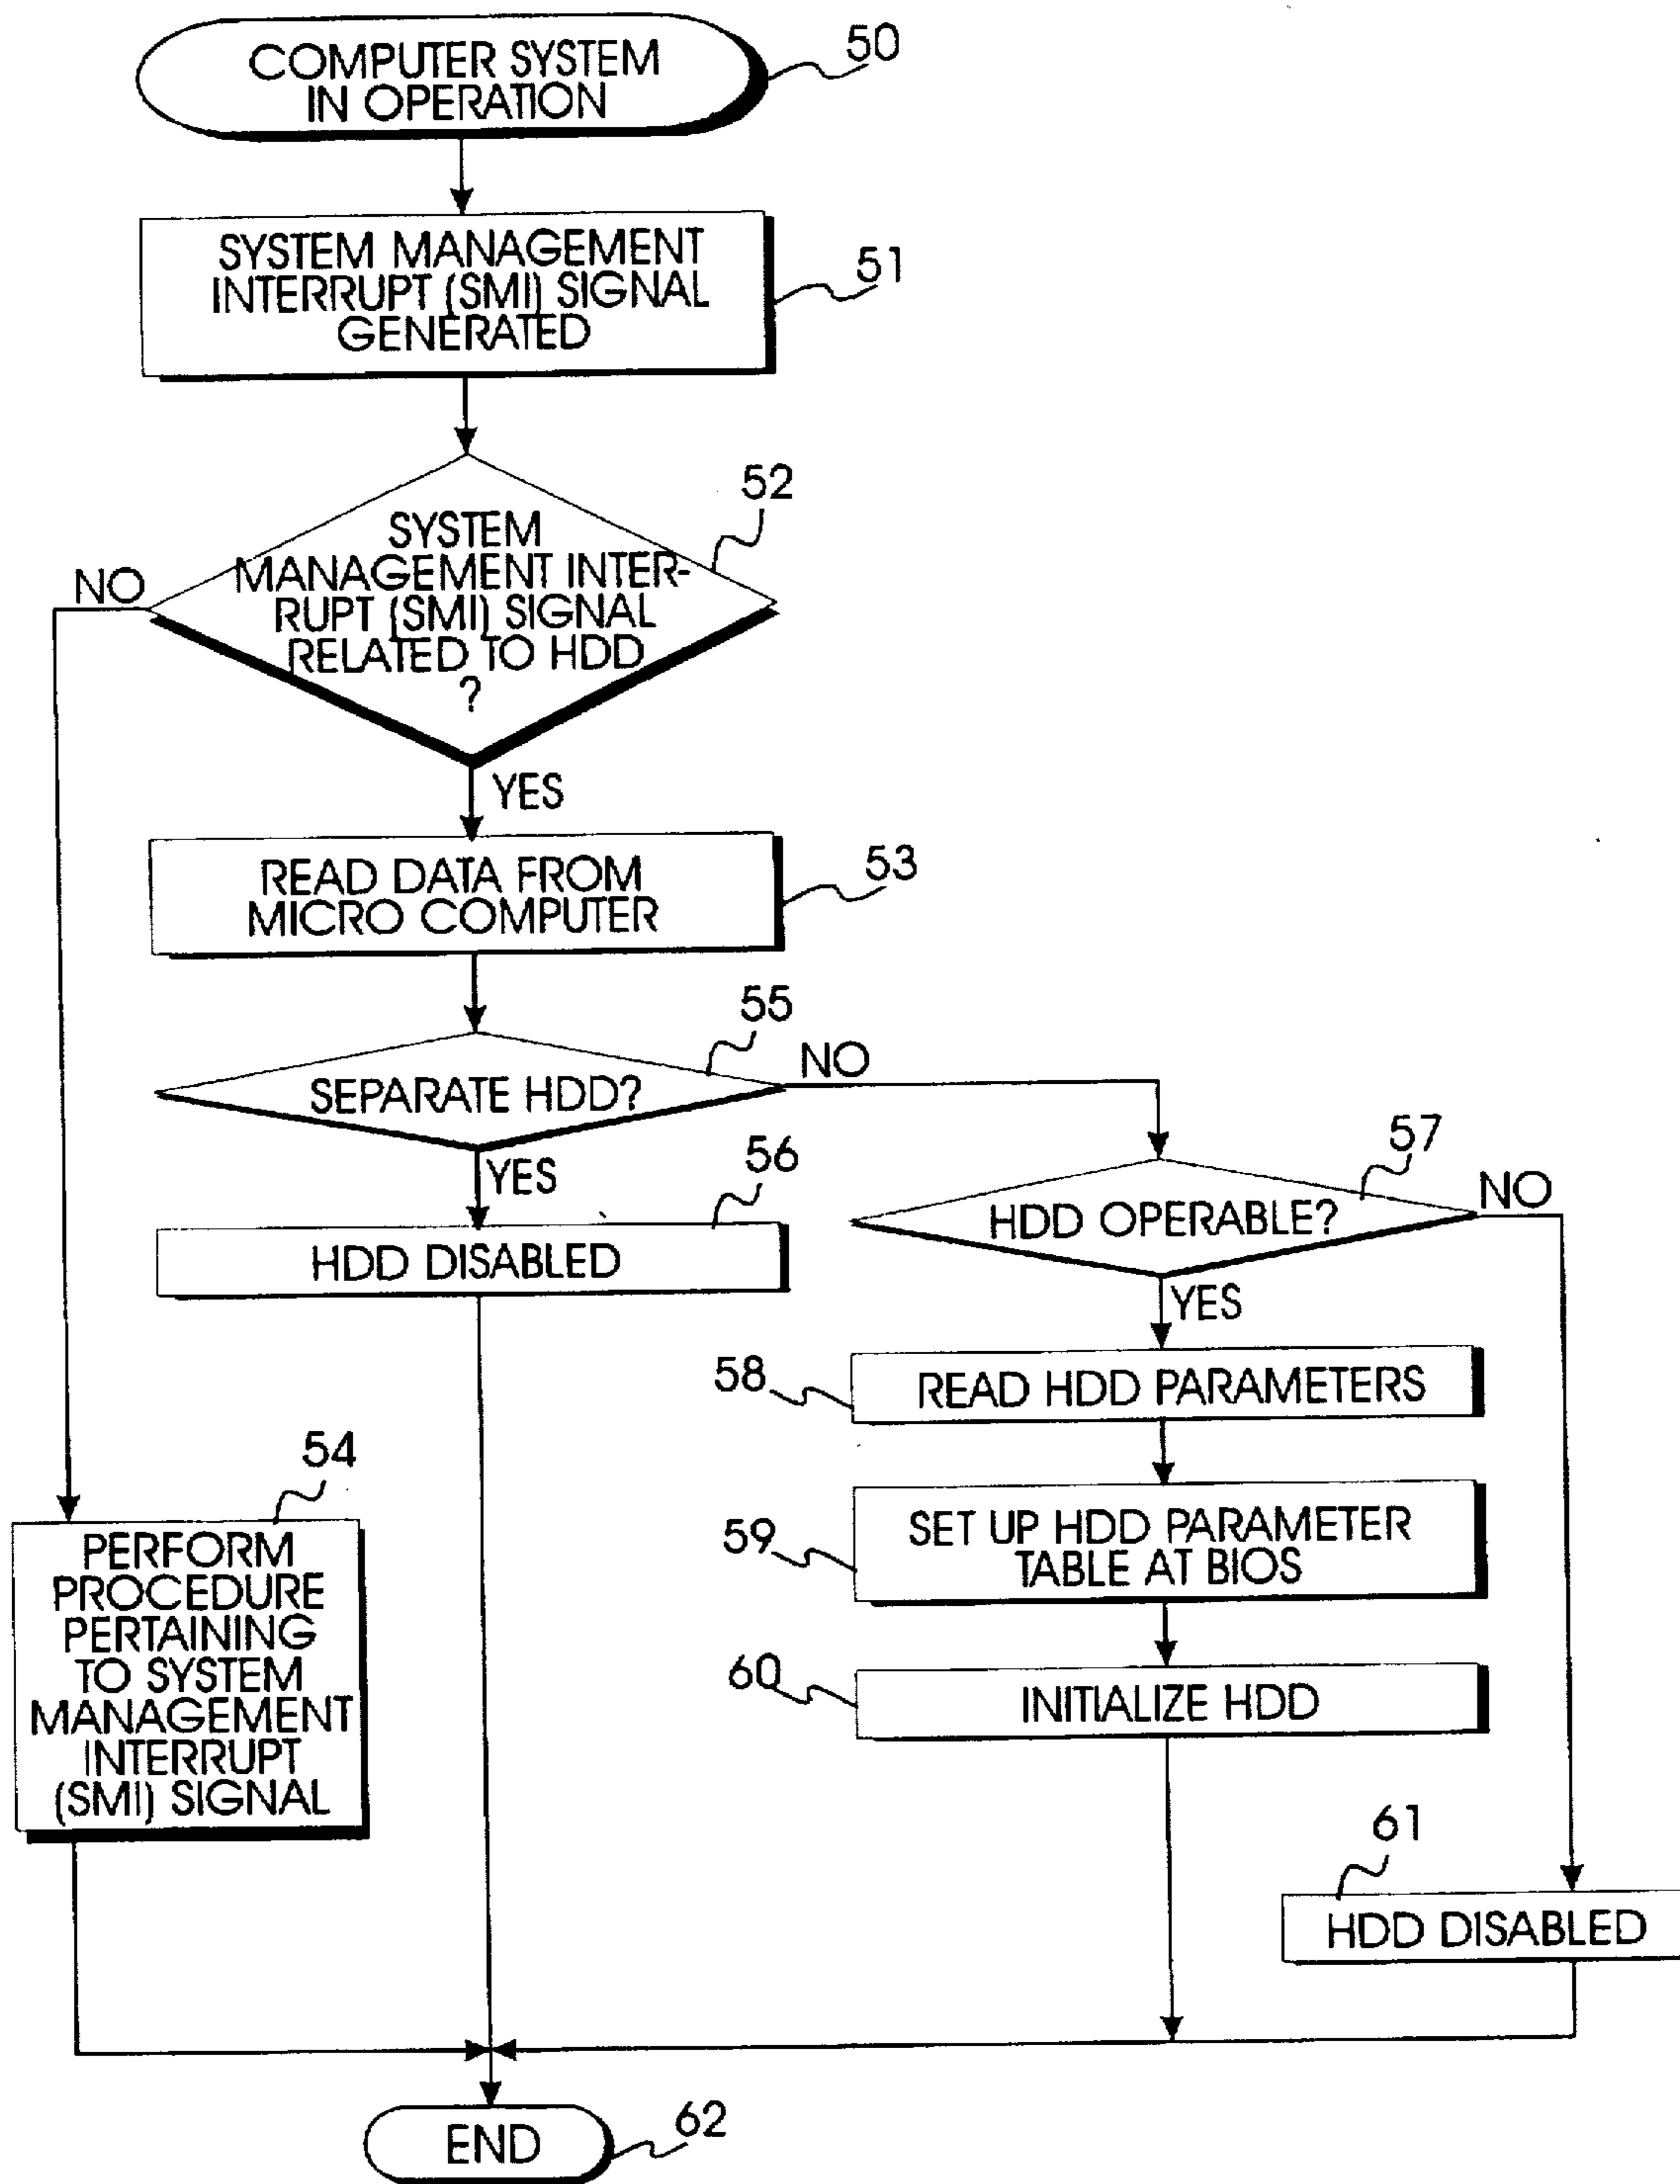 COMPUTER SYSTEM
IN OPERATION
50
SYSTEM MANAGEMENT
INTERRUPT (SMI) SIGNAL
GENERATED
51
52
SYSTEM
MANAGEMENT INTER-
RUPT (SMI) SIGNAL
RELATED TO HDD
?
NO
YES
READ DATA FROM
MICRO COMPUTER
53
55
SEPARATE HDD?
NO
YES
56
HDD DISABLED
57
HDD OPERABLE?
NO
YES
58
READ HDD PARAMETERS
59
SET UP HDD PARAMETER
TABLE AT BIOS
60
INITIALIZE HDD
54
PERFORM
PROCEDURE
PERTAINING
TO SYSTEM
MANAGEMENT
INTERRUPT
(SMI) SIGNAL
61
HDD DISABLED
END
62